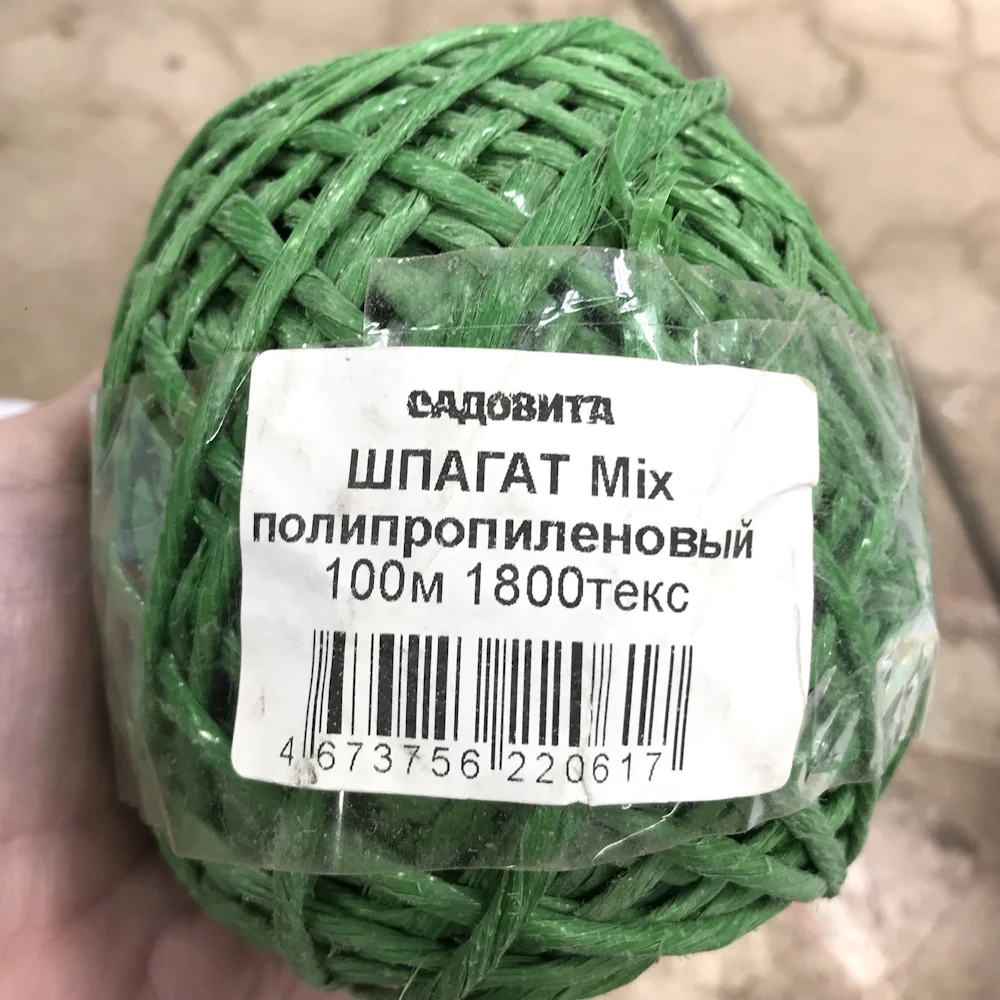 САДОВИТА
ШПАГАТ Mix
полипропиленовый
100м 1800текс
4 673756 220617